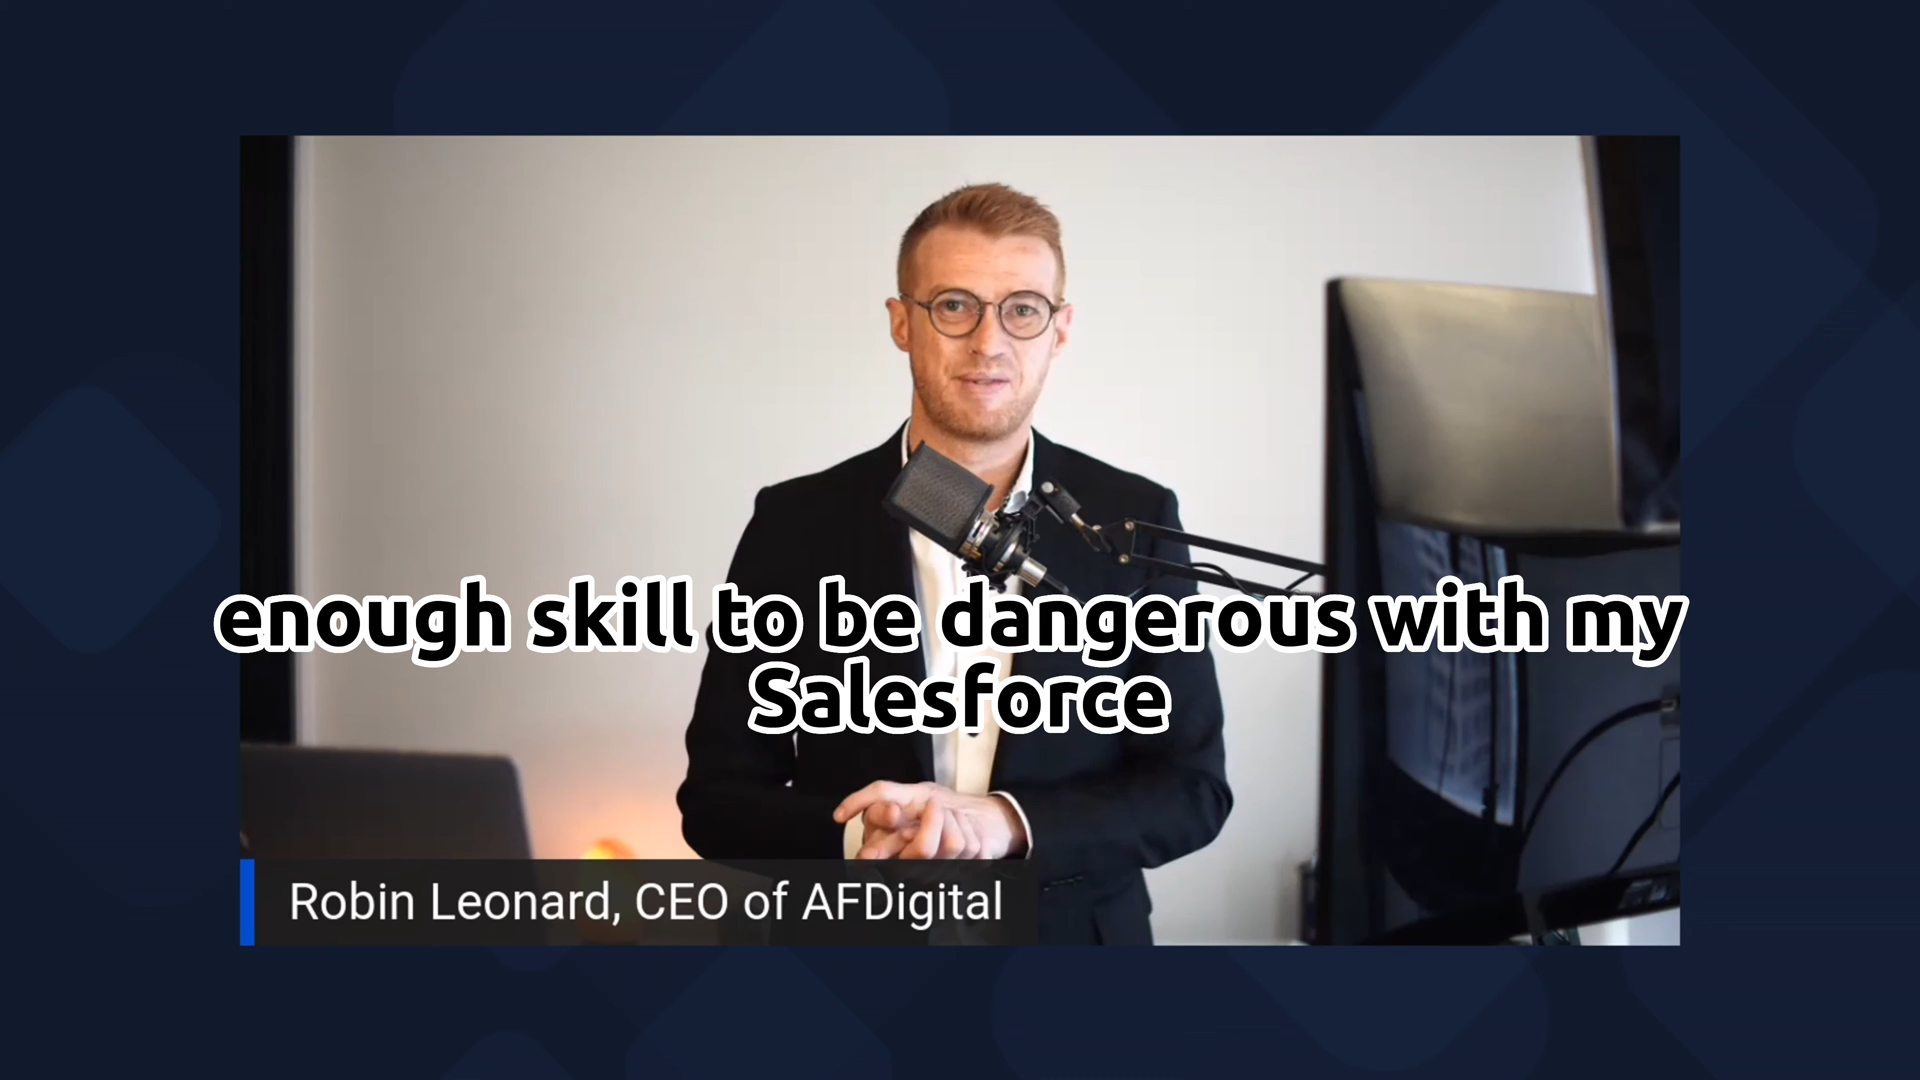 enough skill to be dangerous with my
Salesforce
Robin Leonard, CEO of AFDigital